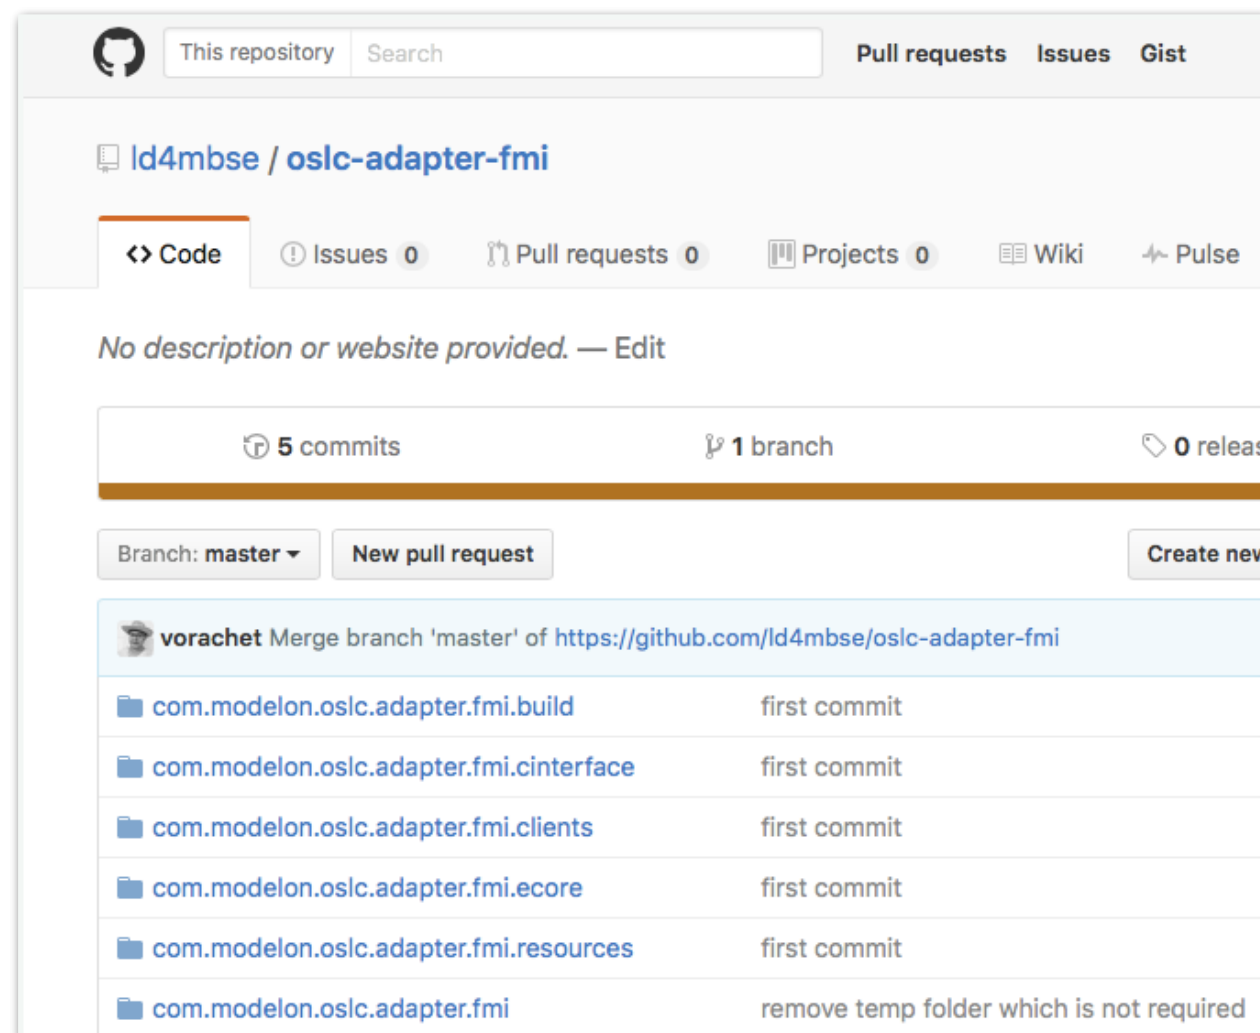 This repository Search Pull requests Issues Gist
ld4mbse / oslc-adapter-fmi
<> Code Issues 0 Pull requests 0 Projects 0 Wiki Pulse
No description or website provided. — Edit
5 commits 1 branch 0 releas
Branch: master New pull request Create new
vorachet Merge branch 'master' of https://github.com/ld4mbse/oslc-adapter-fmi
com.modelon.oslc.adapter.fmi.build first commit
com.modelon.oslc.adapter.fmi.cinterface first commit
com.modelon.oslc.adapter.fmi.clients first commit
com.modelon.oslc.adapter.fmi.ecore first commit
com.modelon.oslc.adapter.fmi.resources first commit
com.modelon.oslc.adapter.fmi remove temp folder which is not required